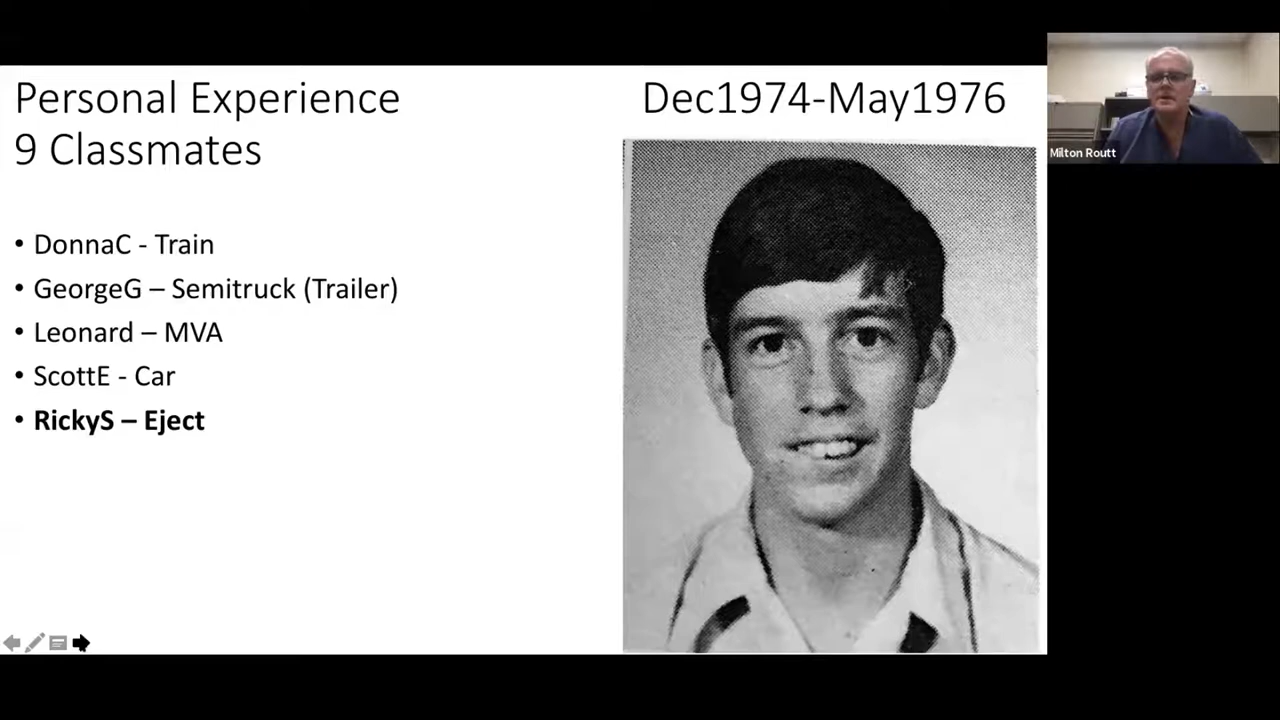 Personal Experience
9 Classmates
Dec1974-May1976
• DonnaC - Train
• GeorgeG – Semitruck (Trailer)
• Leonard – MVA
• ScottE - Car
• RickyS – Eject
Milton Routt